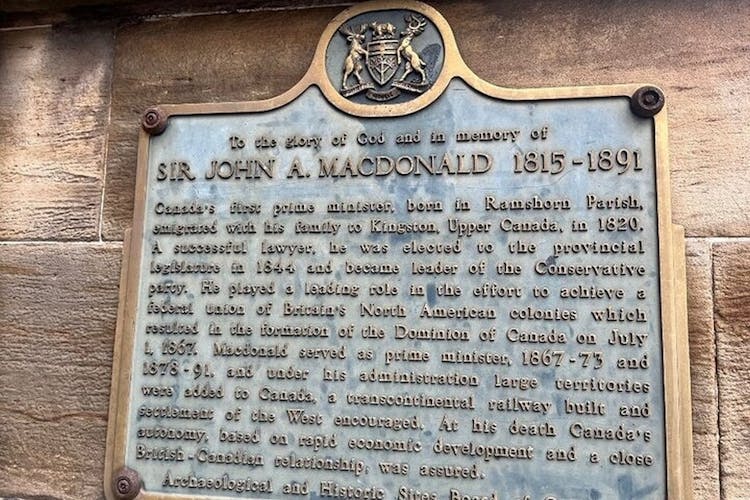 To the glory of God and in memory of
SIR JOHN A. MACDONALD 1815-1891
Canada's first prime minister, born in Ramshorn Parish,
emigrated with his family to Kingston, Upper Canada, in 1820.
A successful lawyer, he was elected to the provincial
legislature in 1844 and became leader of the Conservative
party. He played a leading role in the effort to achieve a
federal union of Britain's North American colonies which
resulted in the formation of the Dominion of Canada on July
1, 1867. Macdonald served as prime minister, 1867-73 and
1878-91, and under his administration large territories
were added to Canada, a transcontinental railway built and
settlement of the West encouraged. At his death Canada's
autonomy, based on rapid economic development and a close
British-Canadian relationship, was assured.
Archaeological and Historic Sites Board